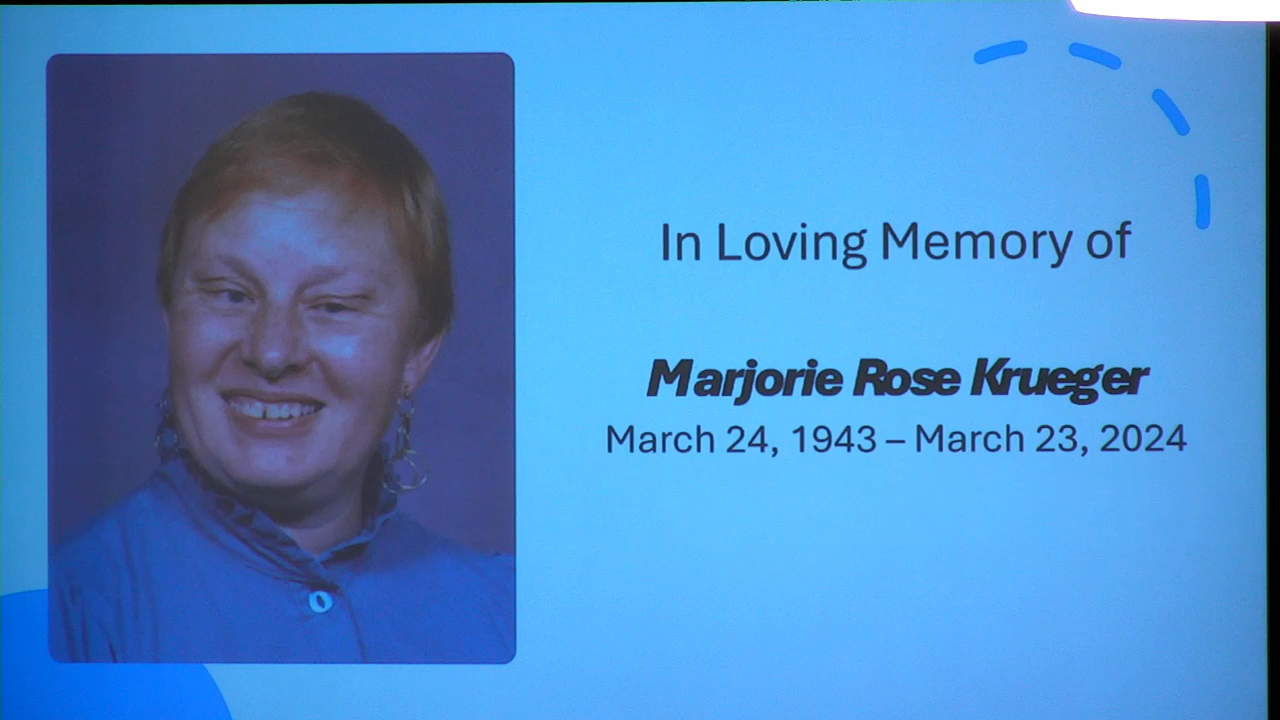 In Loving Memory of
Marjorie Rose Krueger
March 24, 1943 – March 23, 2024